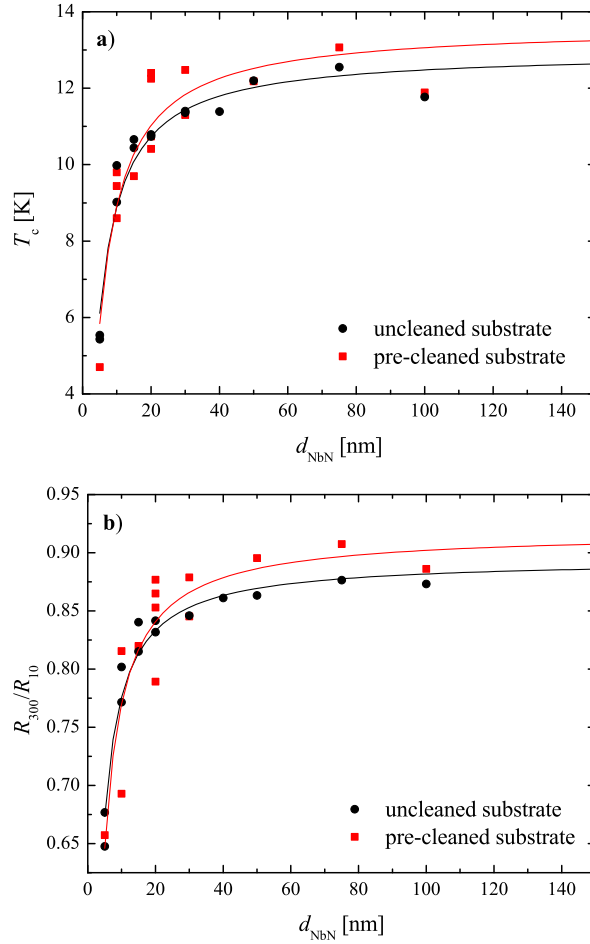 a)
14
12
10
8
6
4
T_c [K]
uncleaned substrate
pre-cleaned substrate
0 20 40 60 80 100 120 140
d_NbN [nm]
b)
0.95
0.90
0.85
0.80
0.75
0.70
0.65
R_300/R_10
uncleaned substrate
pre-cleaned substrate
0 20 40 60 80 100 120 140
d_NbN [nm]